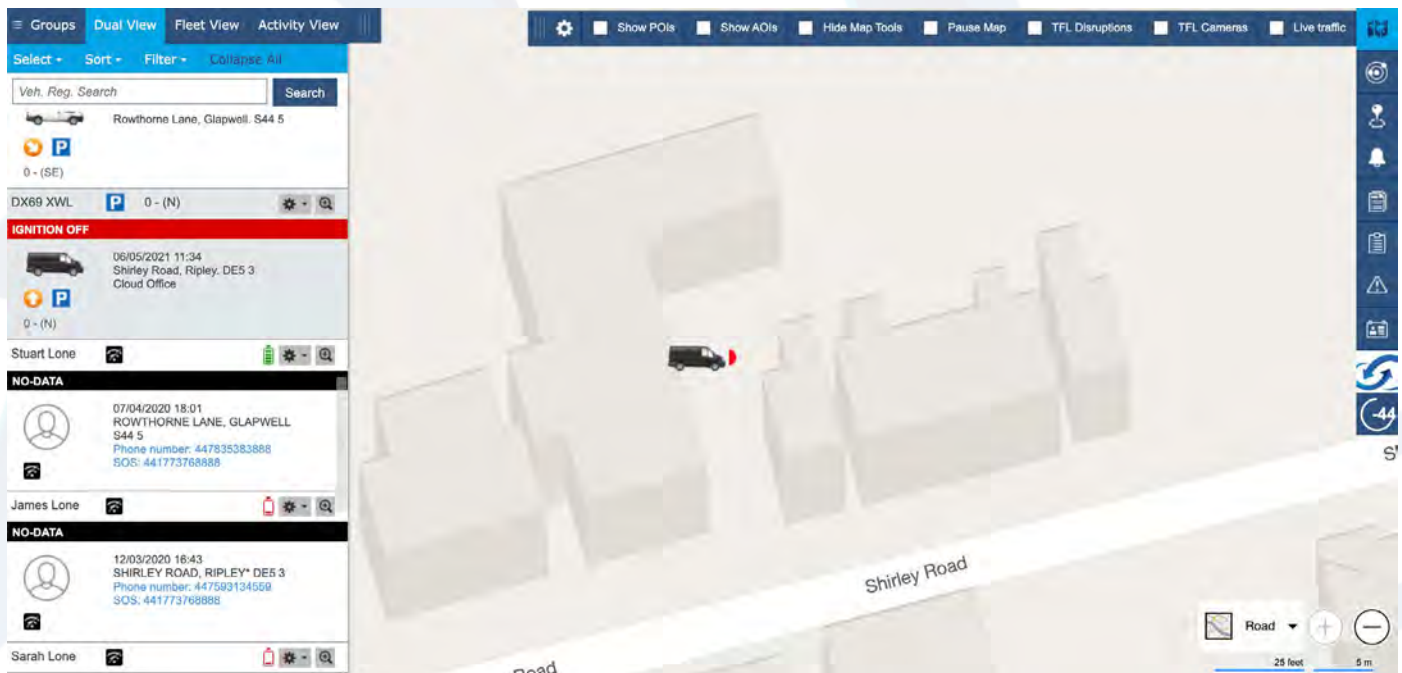 Groups
Dual View
Fleet View
Activity View
Show POIs
Show AOIs
Hide Map Tools
Pause Map
TFL Disruptions
TFL Cameras
Live traffic
Select
Sort
Filter
Collapse All
Veh. Reg. Search
Search
Rowthorne Lane, Glapwell. S44 5
P
0 - (SE)
DX69 XWL P 0 - (N)
IGNITION OFF
06/05/2021 11:34
Shirley Road, Ripley. DE5 3
Cloud Office
P
0 - (N)
Stuart Lone
NO-DATA
07/04/2020 18:01
ROWTHORNE LANE, GLAPWELL
S44 5
Phone number: 447835383888
SOS: 441773768888
James Lone
NO-DATA
12/03/2020 16:43
SHIRLEY ROAD, RIPLEY* DE5 3
Phone number: 447593134559
SOS: 441773768888
Sarah Lone
-44
Shirley Road
Road
Road
25 feet
5 m